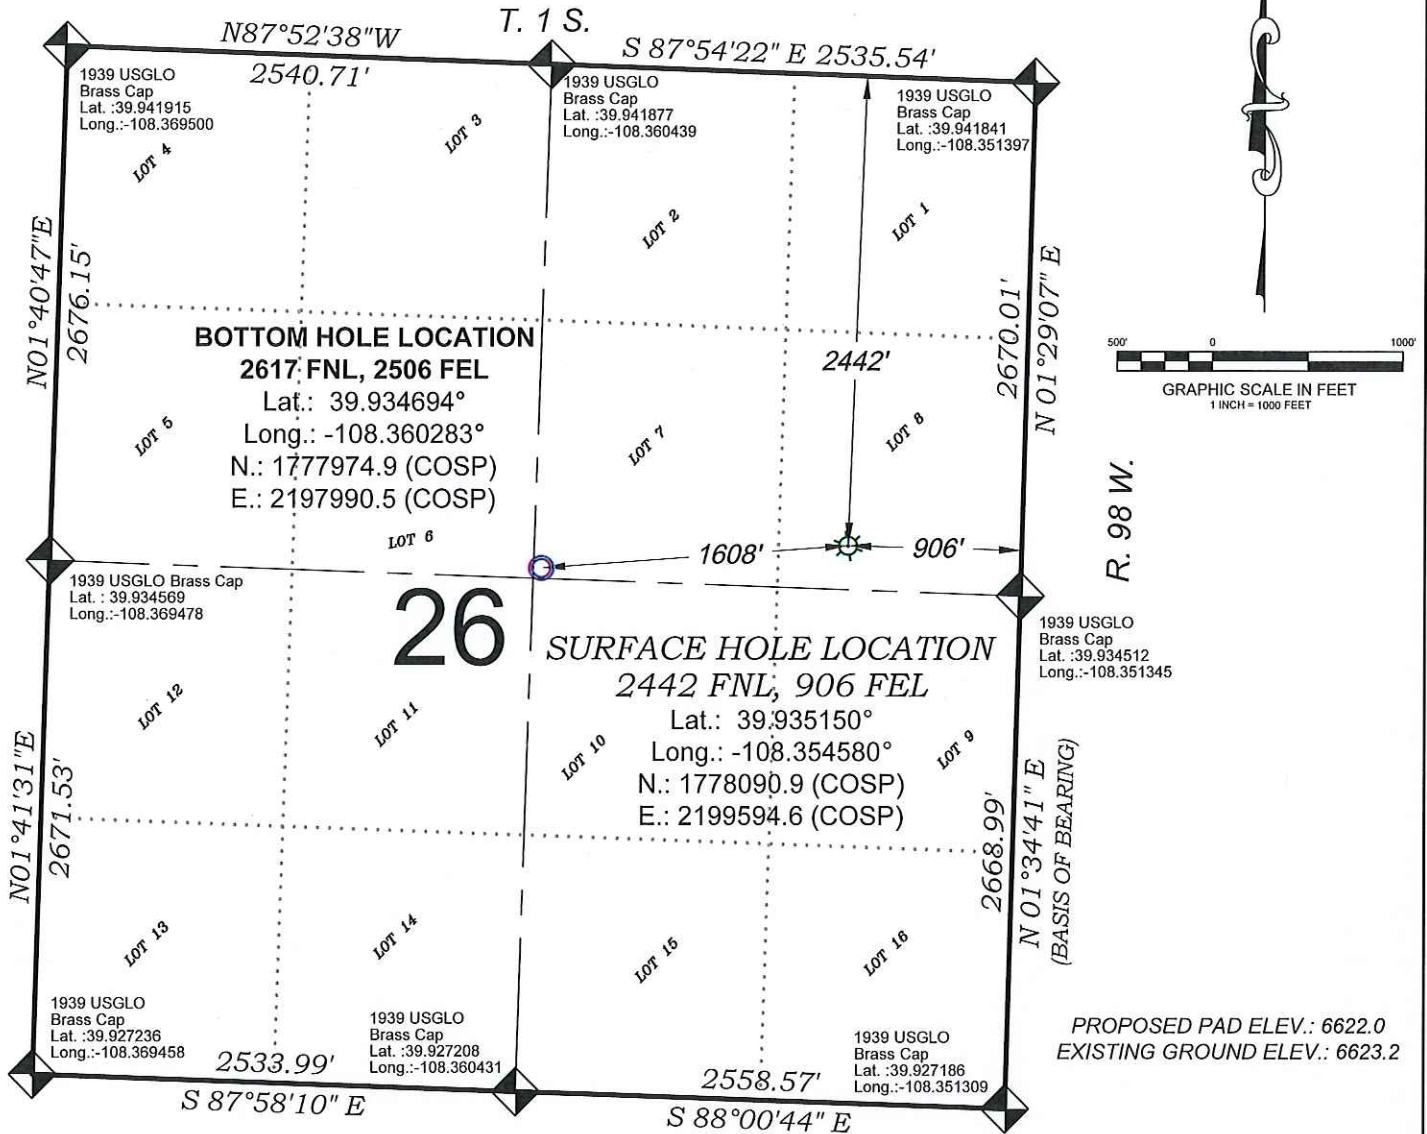 T. 1 S.
N87°52'38"W
2540.71'
S 87°54'22" E 2535.54'
1939 USGLO
Brass Cap
Lat. :39.941915
Long.:-108.369500
1939 USGLO
Brass Cap
Lat. :39.941877
Long.:-108.360439
1939 USGLO
Brass Cap
Lat. :39.941841
Long.:-108.351397
LOT 4
LOT 3
LOT 2
LOT 1
N01°40'47"E
2676.15'
2670.01'
N 01°29'07" E
2442'
BOTTOM HOLE LOCATION
2617 FNL, 2506 FEL
Lat.: 39.934694°
Long.: -108.360283°
N.: 1777974.9 (COSP)
E.: 2197990.5 (COSP)
500'
0
1000'
GRAPHIC SCALE IN FEET
1 INCH = 1000 FEET
LOT 5
LOT 6
LOT 7
LOT 8
R. 98 W.
1608'
906'
1939 USGLO Brass Cap
Lat. : 39.934569
Long.:-108.369478
26
1939 USGLO
Brass Cap
Lat. :39.934512
Long.:-108.351345
SURFACE HOLE LOCATION
2442 FNL, 906 FEL
Lat.: 39.935150°
Long.: -108.354580°
N.: 1778090.9 (COSP)
E.: 2199594.6 (COSP)
LOT 12
LOT 11
LOT 10
LOT 9
N01°41'31"E
2671.53'
2668.99'
N 01°34'41" E
(BASIS OF BEARING)
LOT 13
LOT 14
LOT 15
LOT 16
1939 USGLO
Brass Cap
Lat. :39.927236
Long.:-108.369458
1939 USGLO
Brass Cap
Lat. :39.927208
Long.:-108.360431
1939 USGLO
Brass Cap
Lat. :39.927186
Long.:-108.351309
2533.99'
S 87°58'10" E
2558.57'
S 88°00'44" E
PROPOSED PAD ELEV.: 6622.0
EXISTING GROUND ELEV.: 6623.2